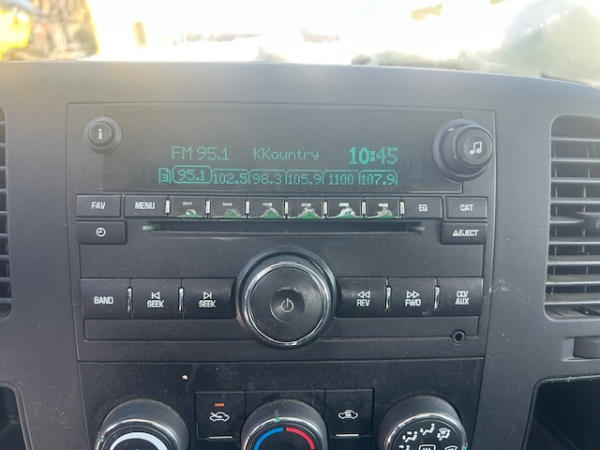 FM 95.1 KKountry 10:45
95.1 102.5 98.3 105.9 1100 107.9
FAV MENU EQ CAT
EJECT
BAND SEEK SEEK REV FWD CD/AUX